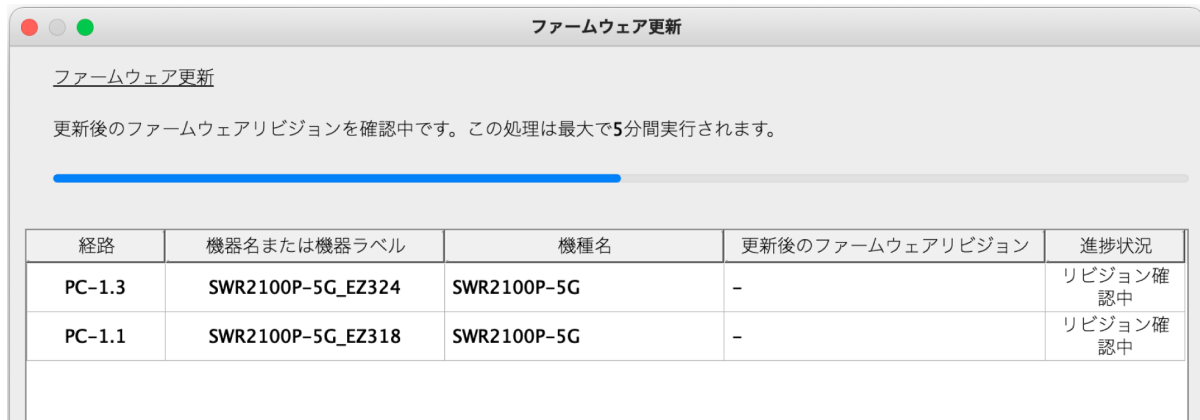 ファームウェア更新
ファームウェア更新
更新後のファームウェアリビジョンを確認中です。この処理は最大で5分間実行されます。
経路 機器名または機器ラベル 機種名 更新後のファームウェアリビジョン 進捗状況
PC-1.3 SWR2100P-5G_EZ324 SWR2100P-5G - リビジョン確
認中
PC-1.1 SWR2100P-5G_EZ318 SWR2100P-5G - リビジョン確
認中